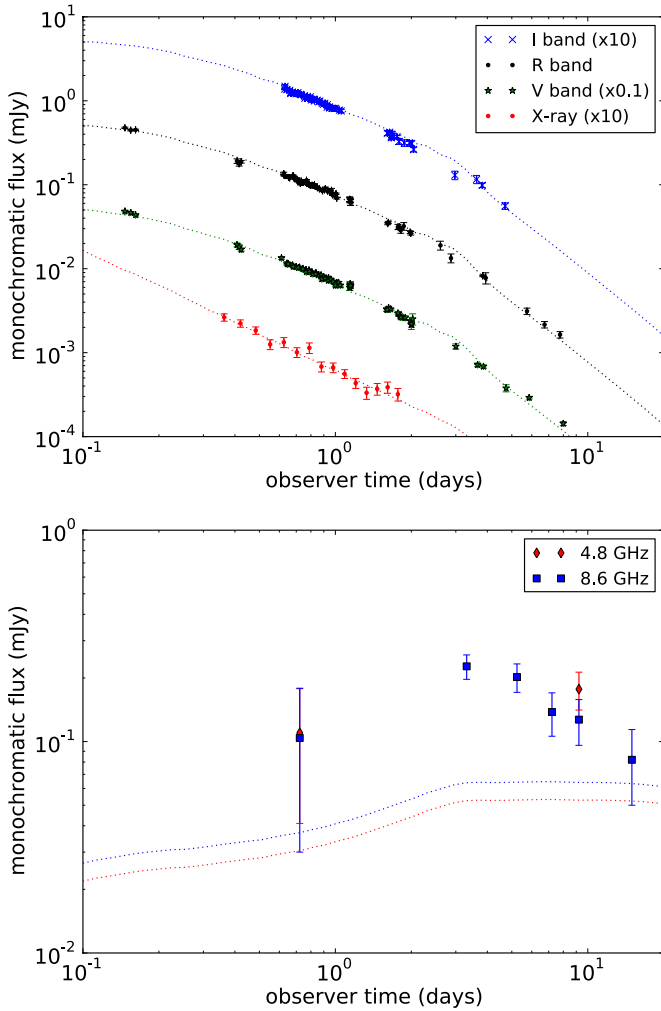 10^1
10^0
10^-1
10^-2
10^-3
10^-4
monochromatic flux (mJy)
I band (x10)
R band
V band (x0.1)
X-ray (x10)
10^-1
10^0
10^1
observer time (days)
10^0
10^-1
10^-2
monochromatic flux (mJy)
4.8 GHz
8.6 GHz
10^-1
10^0
10^1
observer time (days)